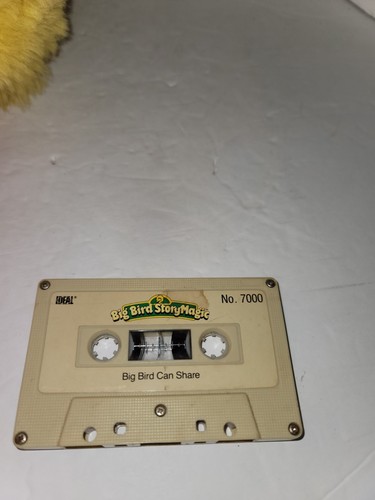 IDEAL
No. 7000
Big Bird StoryMagic
Big Bird Can Share